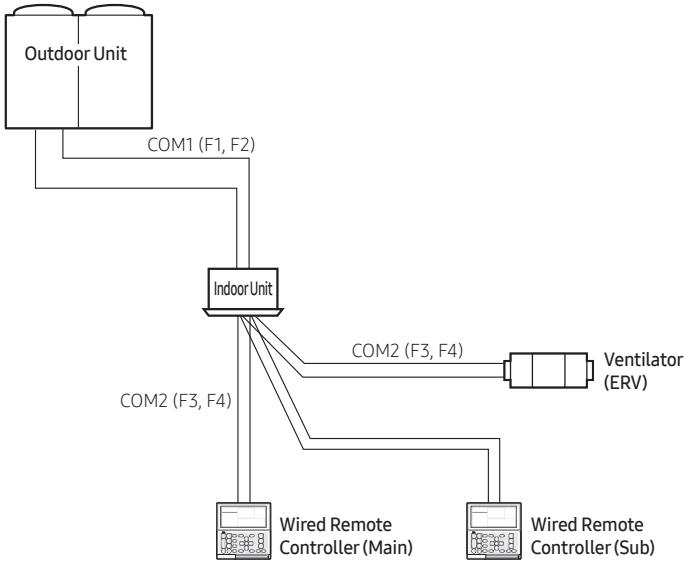 Outdoor Unit
COM1 (F1, F2)
Indoor Unit
COM2 (F3, F4)
Ventilator
(ERV)
COM2 (F3, F4)
Wired Remote
Controller (Main)
Wired Remote
Controller (Sub)